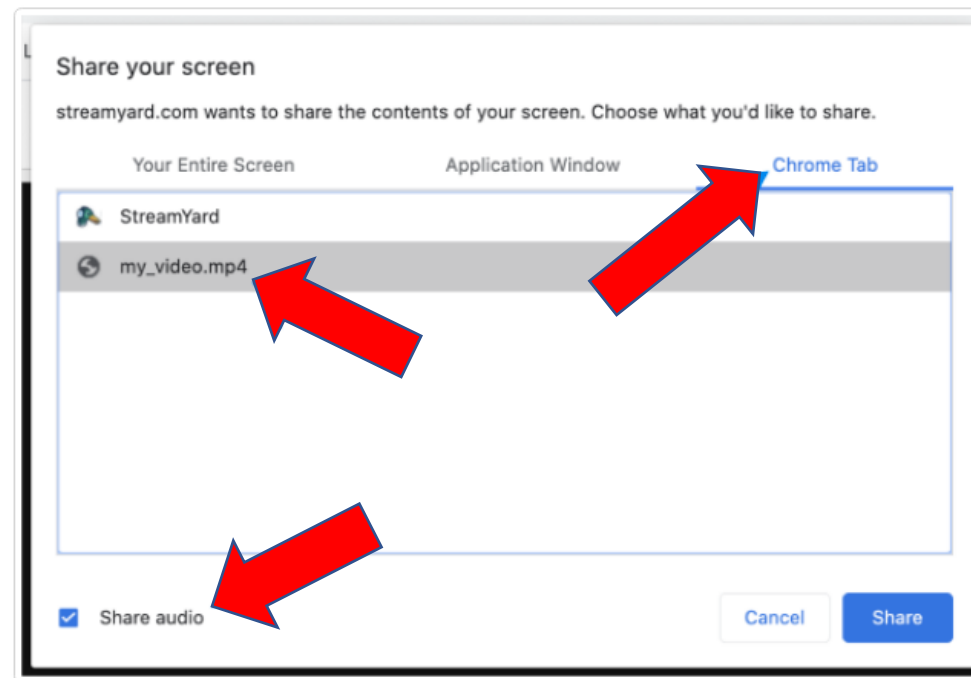 L
Share your screen
streamyard.com wants to share the contents of your screen. Choose what you'd like to share.
Your Entire Screen Application Window Chrome Tab
StreamYard
my_video.mp4
Share audio Cancel Share